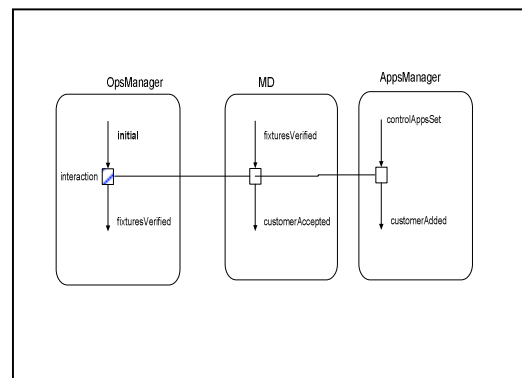 OpsManager
MD
AppsManager
initial
fixturesVerified
controlAppsSet
interaction
fixturesVerified
customerAccepted
customerAdded